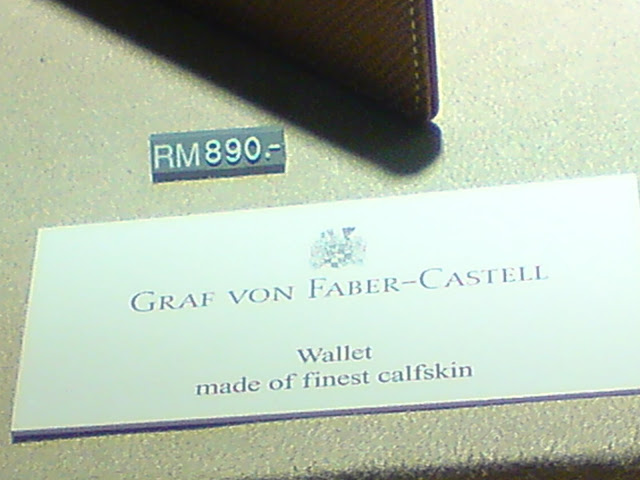 RM890.-
GRAF VON FABER-CASTELL
Wallet
made of finest calfskin